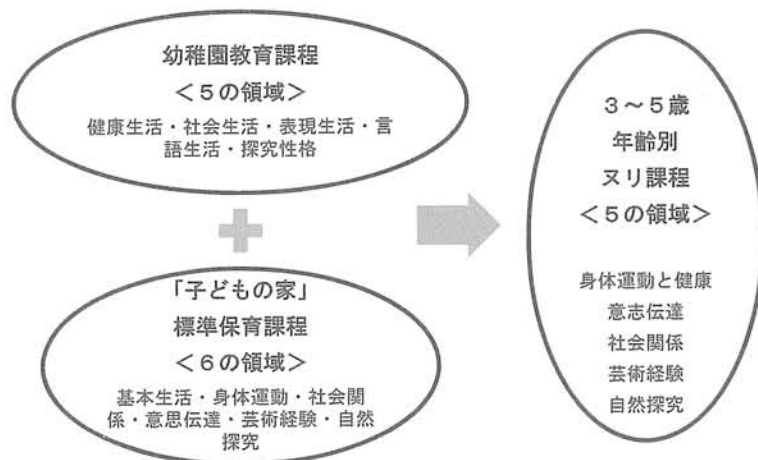 幼稚園教育課程
＜５の領域＞
健康生活・社会生活・表現生活・言
語生活・探究性格
「子どもの家」
標準保育課程
＜６の領域＞
基本生活・身体運動・社会関
係・意思伝達・芸術経験・自然
探究
３～５歳
年齢別
ヌリ課程
＜５の領域＞
身体運動と健康
意志伝達
社会関係
芸術経験
自然探究